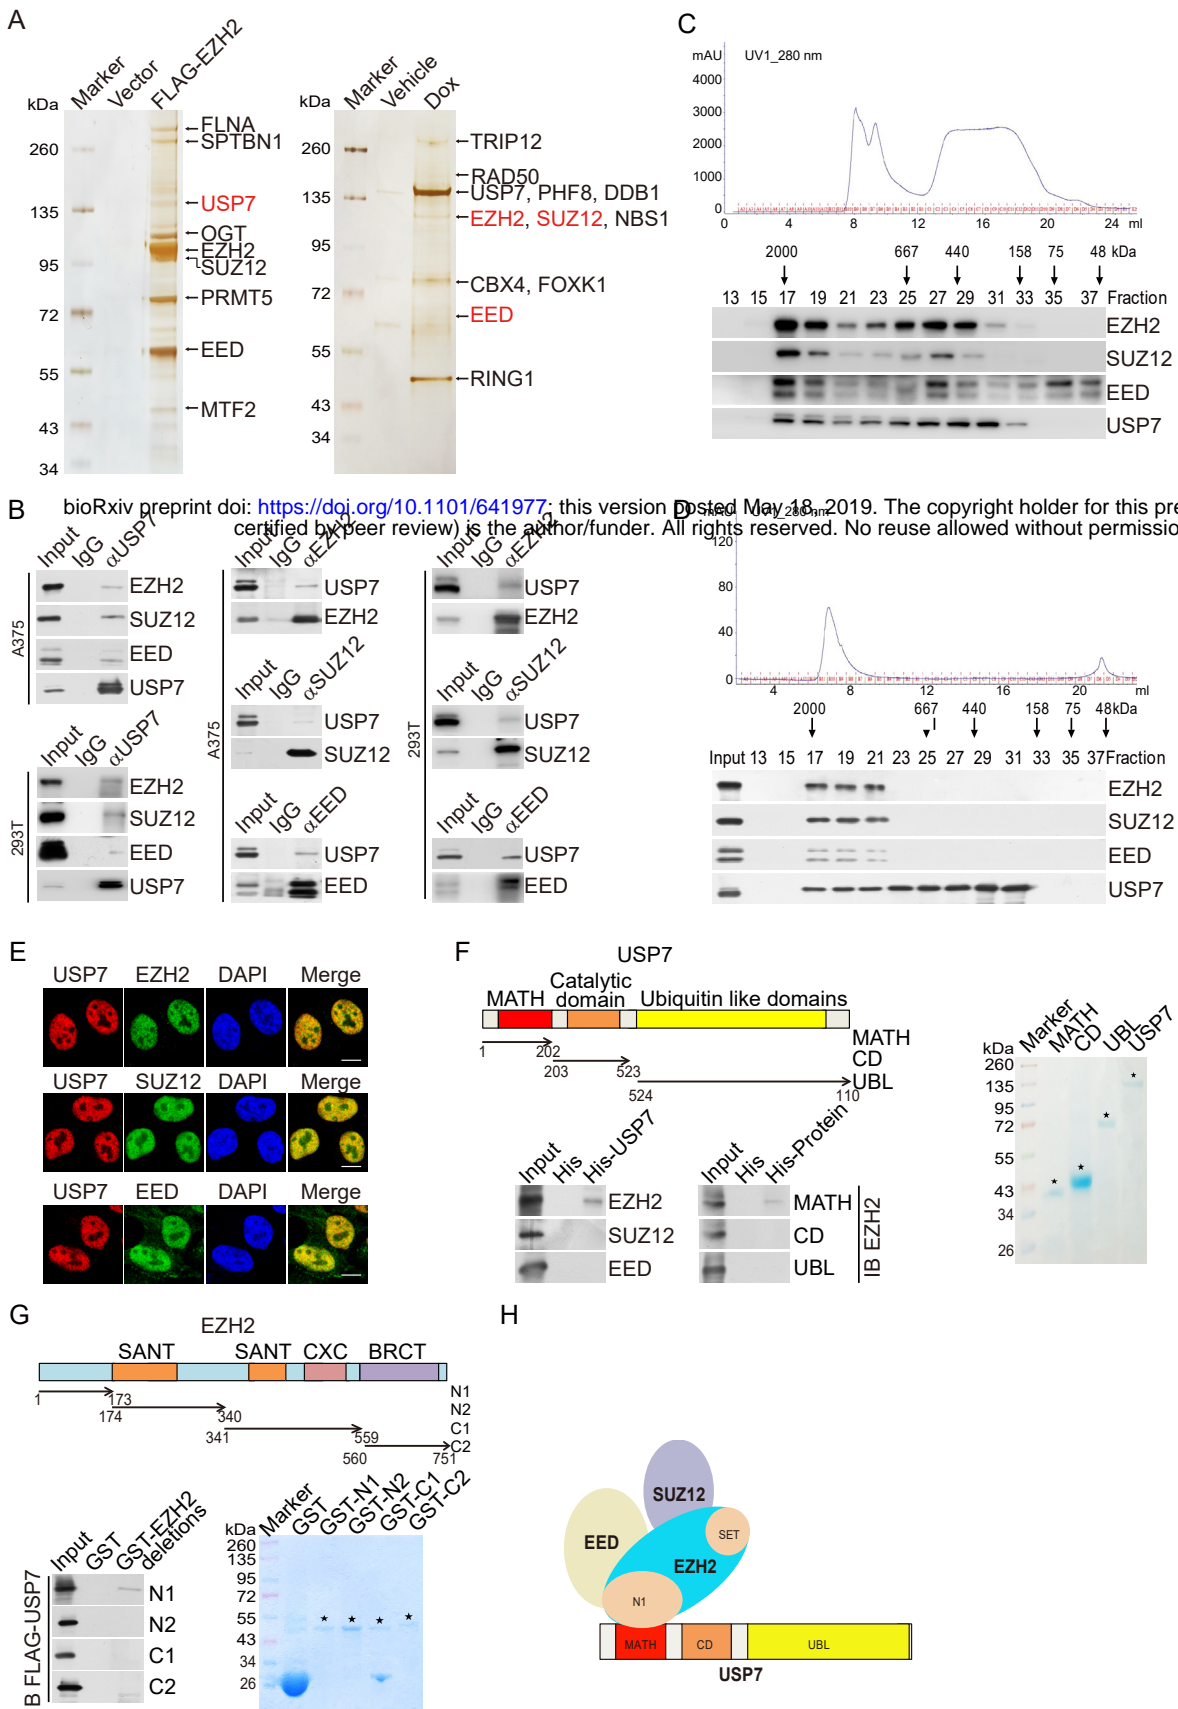 A
kDa
Marker
Vector
FLAG-EZH2
260
135
95
72
55
43
34
FLNA
SPTBN1
USP7
OGT
EZH2
SUZ12
PRMT5
EED
MTF2
kDa
Marker
Vehicle
Dox
260
135
95
72
55
43
34
TRIP12
RAD50
USP7, PHF8, DDB1
EZH2, SUZ12, NBS1
CBX4, FOXK1
EED
RING1
C
mAU
UV1_280 nm
4000
3000
2000
1000
0
4 8 12 16 20 24 ml
2000 667 440 158 75 48 kDa
13 15 17 19 21 23 25 27 29 31 33 35 37 Fraction
EZH2
SUZ12
EED
USP7
bioRxiv preprint doi: https://doi.org/10.1101/641977; this version posted May 18, 2019. The copyright holder for this pre
certified by peer review) is the author/funder. All rights reserved. No reuse allowed without permissio
B
A375
Input
IgG
αUSP7
EZH2
SUZ12
EED
USP7
293T
Input
IgG
αUSP7
EZH2
SUZ12
EED
USP7
A375
Input
IgG
αEZH2
USP7
EZH2
Input
IgG
αSUZ12
USP7
SUZ12
Input
IgG
αEED
USP7
EED
293T
Input
IgG
αEZH2
USP7
EZH2
Input
IgG
αSUZ12
USP7
SUZ12
Input
IgG
αEED
USP7
EED
D
mAU
UV1_280 nm
120
80
40
0
4 8 12 16 20 ml
2000 667 440 158 75 48kDa
Input 13 15 17 19 21 23 25 27 29 31 33 35 37Fraction
EZH2
SUZ12
EED
USP7
E
USP7 EZH2 DAPI Merge
USP7 SUZ12 DAPI Merge
USP7 EED DAPI Merge
F
USP7
MATH
Catalytic
domain
Ubiquitin like domains
1 202 MATH
203 523 CD
524 110 UBL
Input
His
His-USP7
EZH2
SUZ12
EED
Input
His
His-Protein
MATH
CD
UBL
IB EZH2
kDa
Marker
MATH
CD
UBL
USP7
260
135
95
72
55
43
34
26
G
EZH2
SANT SANT CXC BRCT
1 173 N1
174 340 N2
341 559 C1
560 751 C2
B FLAG-USP7
Input
GST
GST-EZH2
deletions
N1
N2
C1
C2
kDa
Marker
GST
GST-N1
GST-N2
GST-C1
GST-C2
260
135
95
72
55
43
34
26
H
SUZ12
EED
EZH2
SET
N1
MATH CD UBL
USP7